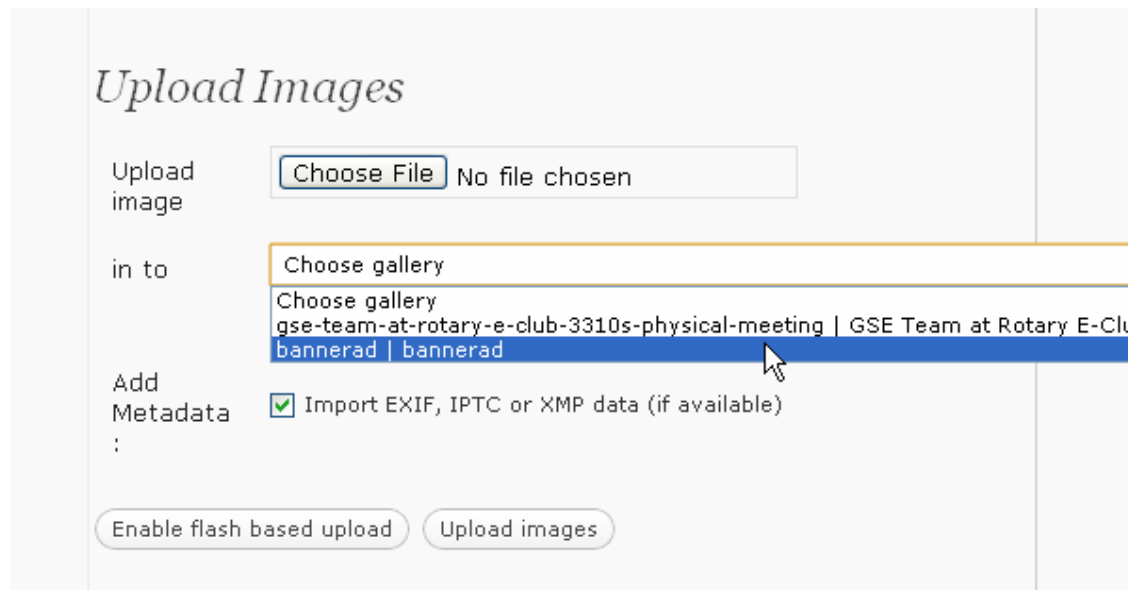 Upload Images
Upload
image
Choose File No file chosen
in to
Choose gallery
Choose gallery
gse-team-at-rotary-e-club-3310s-physical-meeting | GSE Team at Rotary E-Clu
bannerad | bannerad
Add
Metadata
:
Import EXIF, IPTC or XMP data (if available)
Enable flash based upload
Upload images